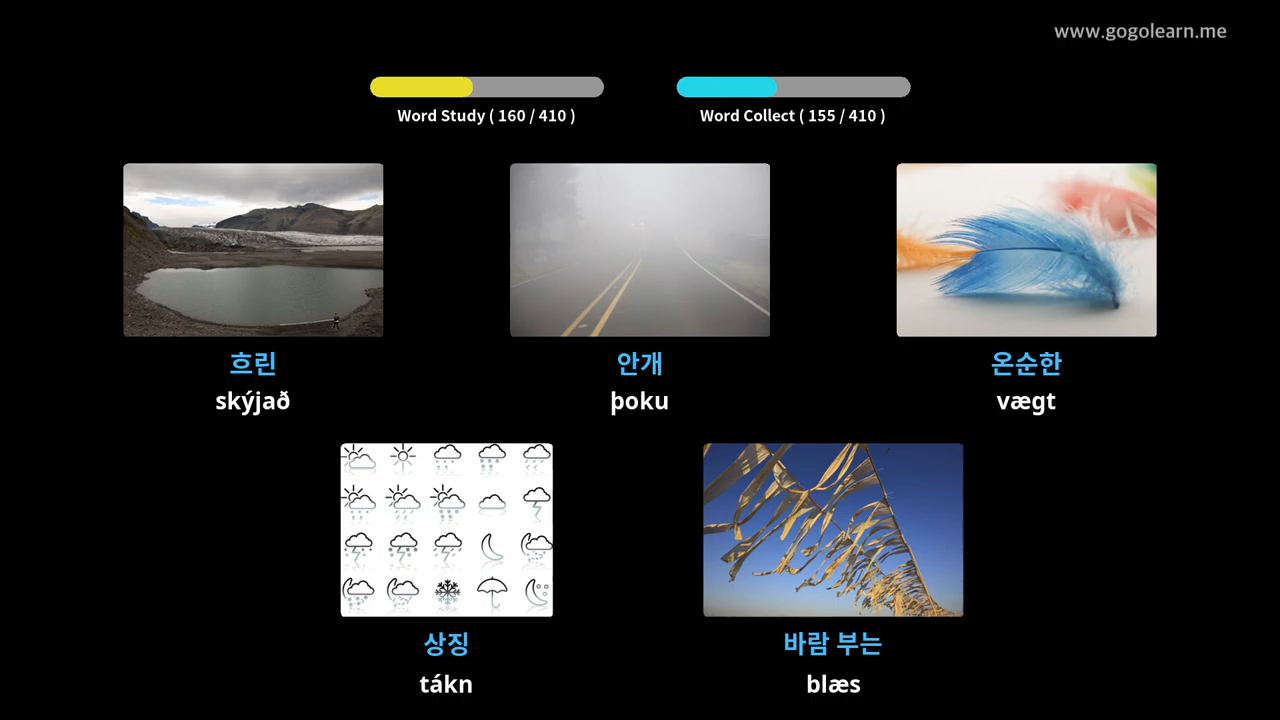 www.gogolearn.me
Word Study ( 160 / 410 )
Word Collect ( 155 / 410 )
흐린
skýjað
안개
þoku
온순한
vægt
상징
tákn
바람 부는
blæs